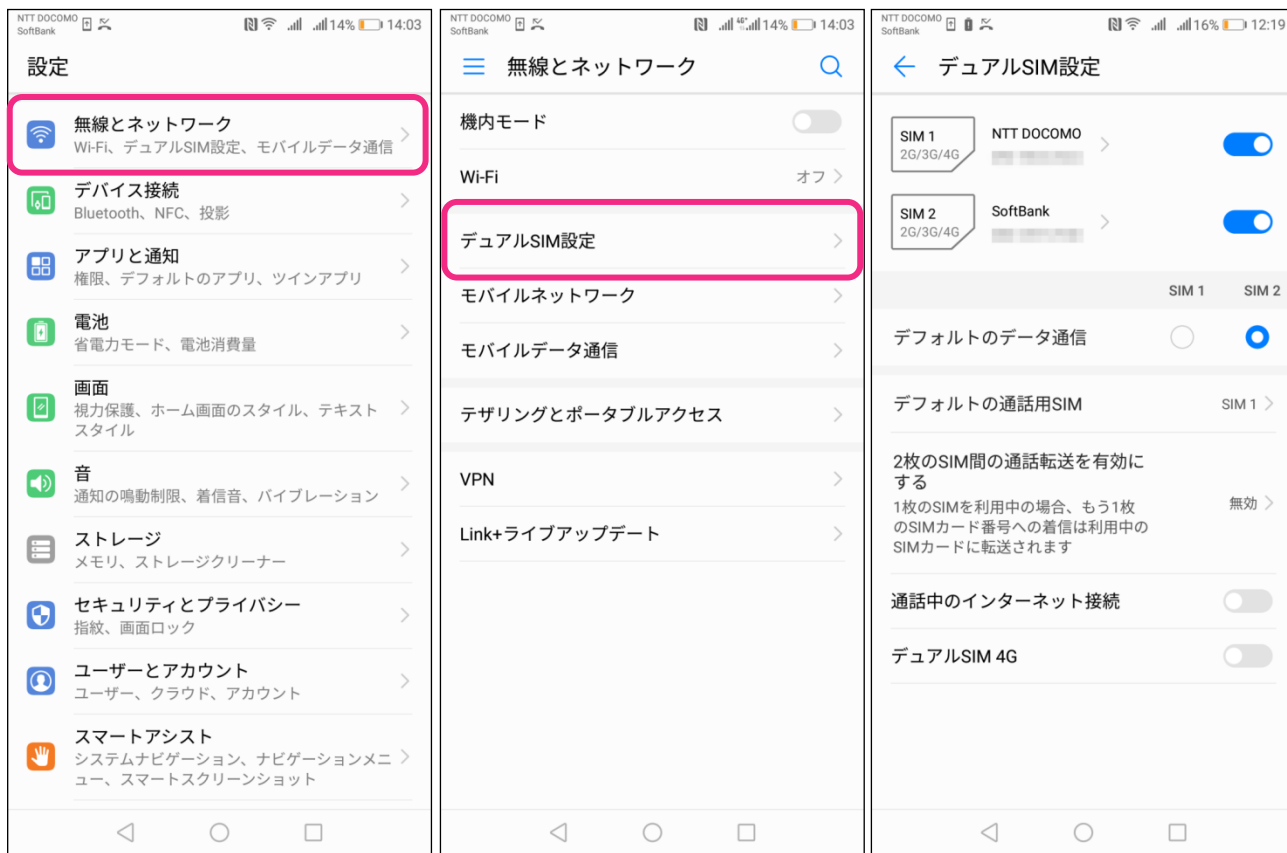 NTT DOCOMO
SoftBank
14% 14:03
設定
無線とネットワーク
Wi-Fi、デュアルSIM設定、モバイルデータ通信
デバイス接続
Bluetooth、NFC、投影
アプリと通知
権限、デフォルトのアプリ、ツインアプリ
電池
省電力モード、電池消費量
画面
視力保護、ホーム画面のスタイル、テキスト
スタイル
音
通知の鳴動制限、着信音、バイブレーション
ストレージ
メモリ、ストレージクリーナー
セキュリティとプライバシー
指紋、画面ロック
ユーザーとアカウント
ユーザー、クラウド、アカウント
スマートアシスト
システムナビゲーション、ナビゲーションメニ
ュー、スマートスクリーンショット
NTT DOCOMO
SoftBank
14% 14:03
無線とネットワーク
機内モード
Wi-Fi オフ
デュアルSIM設定
モバイルネットワーク
モバイルデータ通信
テザリングとポータブルアクセス
VPN
Link+ライブアップデート
NTT DOCOMO
SoftBank
16% 12:19
デュアルSIM設定
SIM 1
2G/3G/4G
NTT DOCOMO
SIM 2
2G/3G/4G
SoftBank
SIM 1 SIM 2
デフォルトのデータ通信
デフォルトの通話用SIM SIM 1
2枚のSIM間の通話転送を有効に
する
1枚のSIMを利用中の場合、もう1枚
のSIMカード番号への着信は利用中の
SIMカードに転送されます
無効
通話中のインターネット接続
デュアルSIM 4G